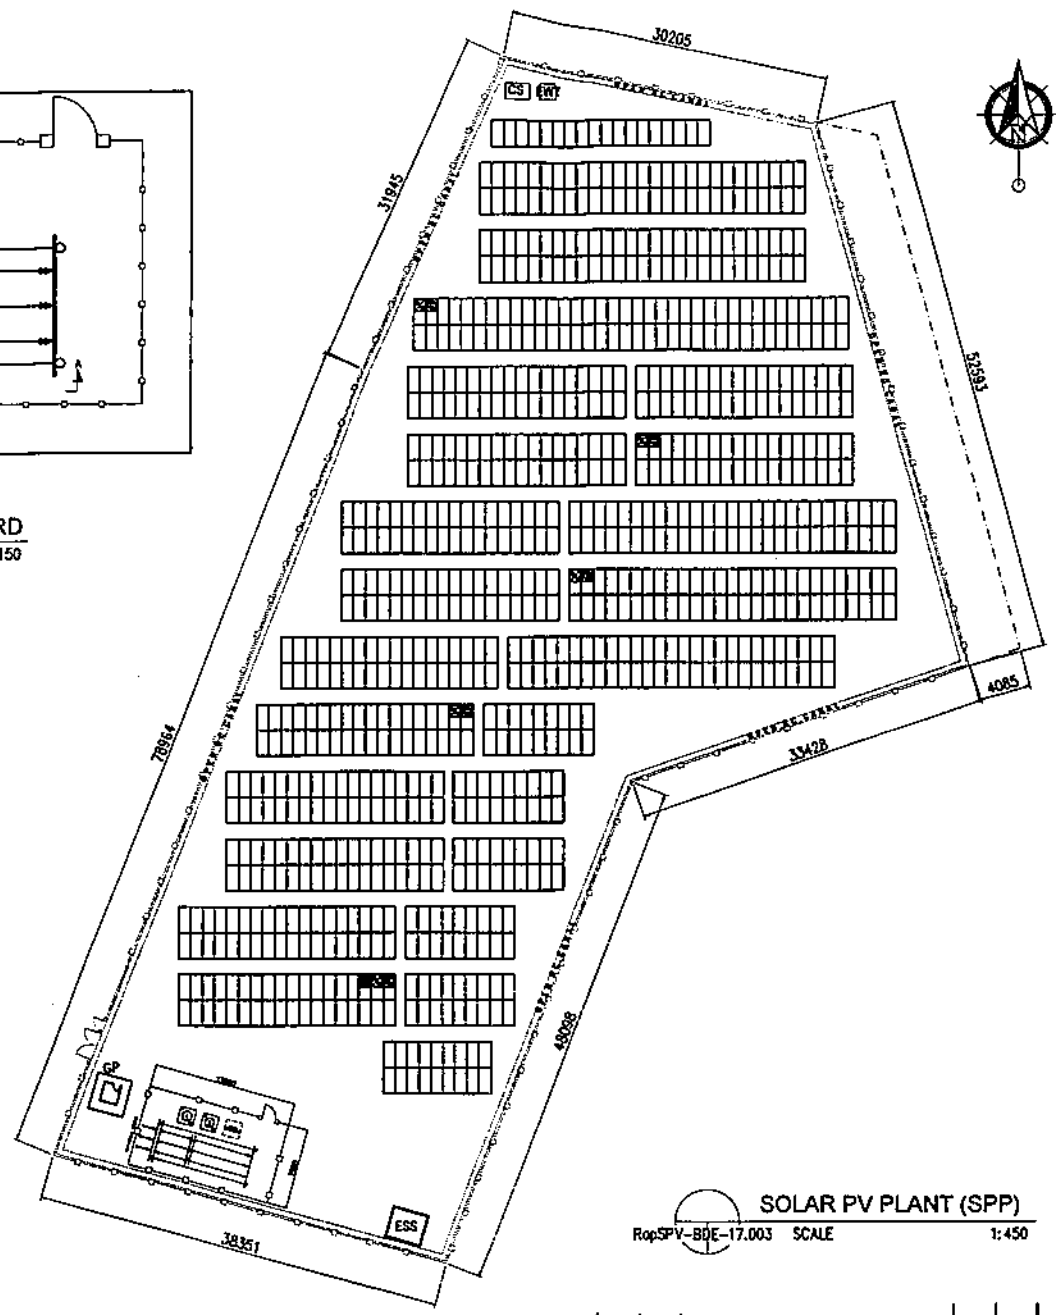 30205
CS EWT
N
31945
A
52593
RD
150
4085
33428
78964
48098
GP
ESS
38351
SOLAR PV PLANT (SPP)
RopSPV-BDE-17.003 SCALE 1:450